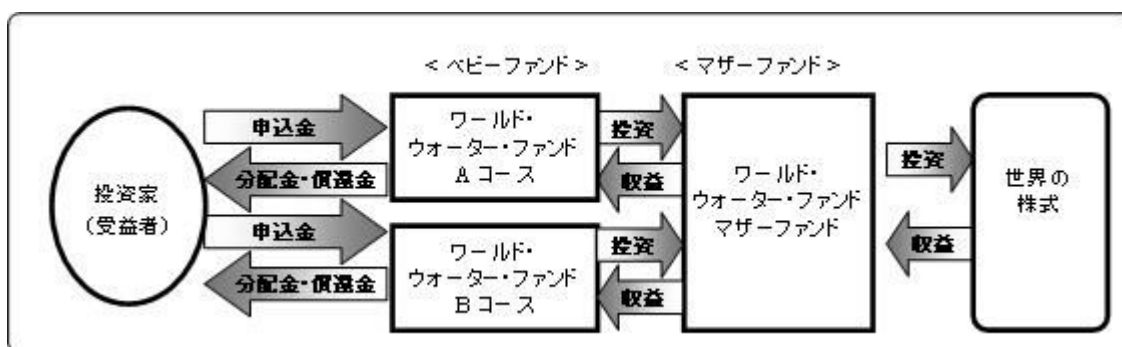 ＜ベビーファンド＞
＜マザーファンド＞
投資家
（受益者）
申込金
分配金・償還金
申込金
分配金・償還金
ワールド・
ウォーター・ファンド
Aコース
ワールド・
ウォーター・ファンド
Bコース
投資
収益
投資
収益
ワールド・
ウォーター・ファンド
マザーファンド
投資
収益
世界の
株式